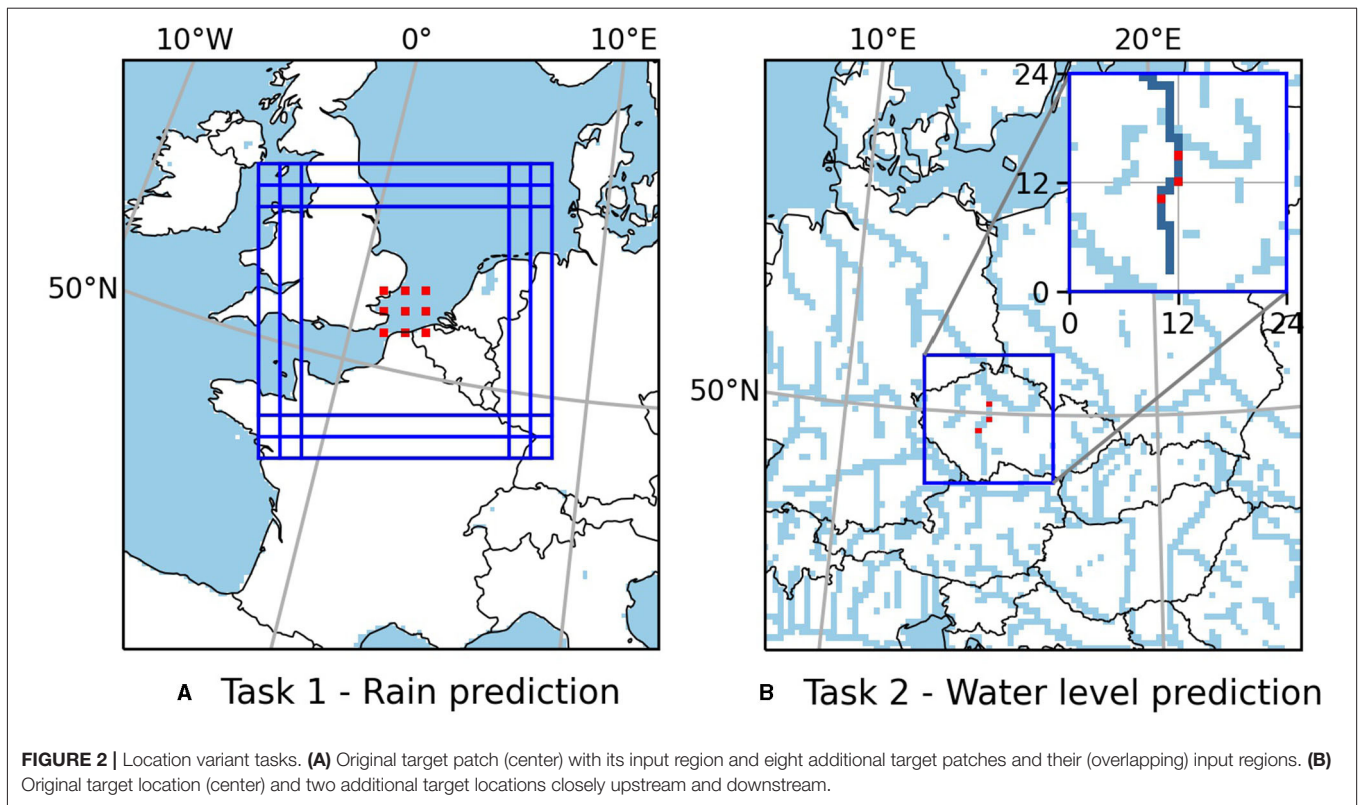 10°W 0° 10°E
50°N
A Task 1 - Rain prediction
10°E 20°E
24
12
0
0 12 24
50°N
B Task 2 - Water level prediction
FIGURE 2 | Location variant tasks. (A) Original target patch (center) with its input region and eight additional target patches and their (overlapping) input regions. (B)
Original target location (center) and two additional target locations closely upstream and downstream.